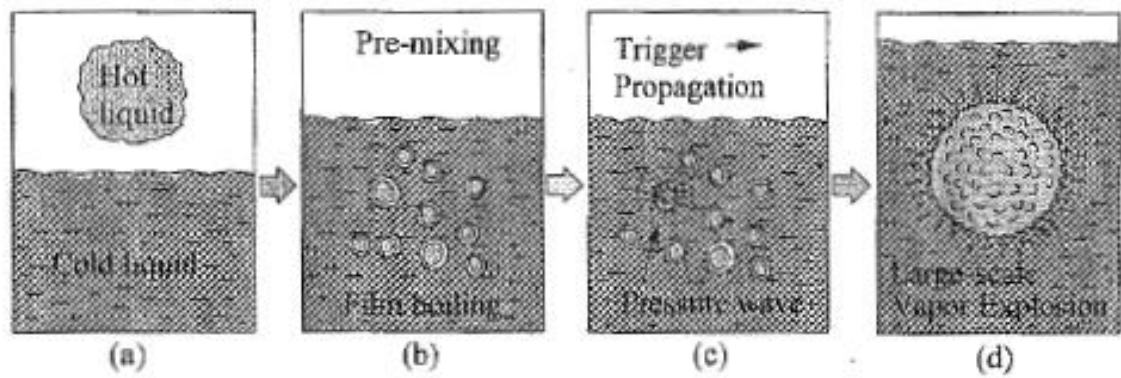 Hot
liquid
Cold liquid
(a)
Pre-mixing
Film boiling
(b)
Trigger
Propagation
Pressure wave
(c)
Large-scale
Vapor Explosion
(d)